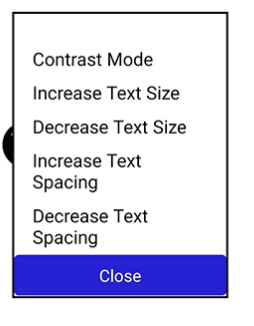 Contrast Mode
Increase Text Size
Decrease Text Size
Increase Text
Spacing
Decrease Text
Spacing
Close